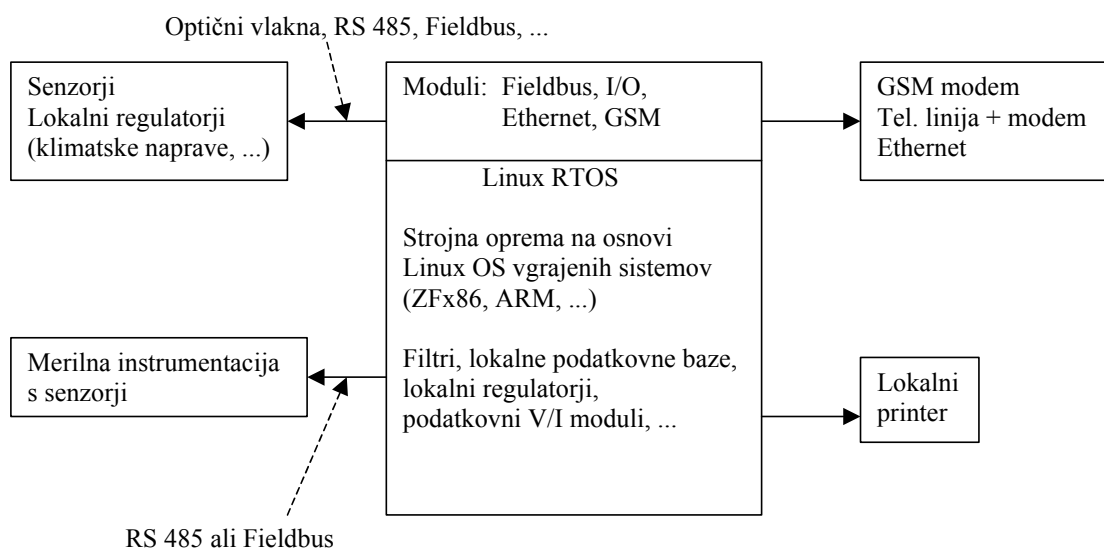 Optični vlakna, RS 485, Fieldbus, ...
Senzorji
Lokalni regulatorji
(klimatske naprave, ...)
Moduli: Fieldbus, I/O,
Ethernet, GSM
GSM modem
Tel. linija + modem
Ethernet
Linux RTOS
Strojna oprema na osnovi
Linux OS vgrajenih sistemov
(ZFx86, ARM, ...)
Filtri, lokalne podatkovne baze,
lokalni regulatorji,
podatkovni V/I moduli, ...
Merilna instrumentacija
s senzorji
Lokalni
printer
RS 485 ali Fieldbus